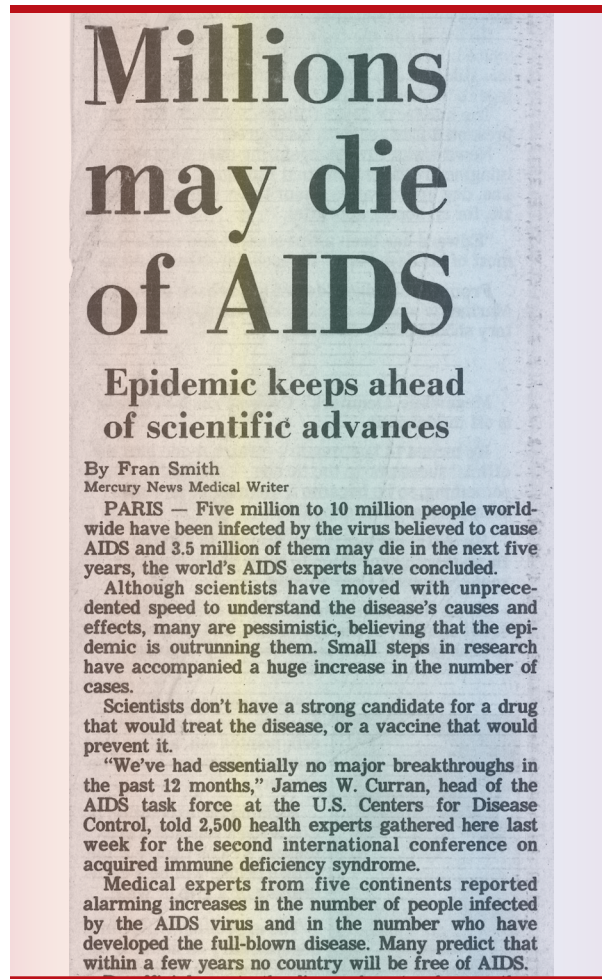 Millions
may die
of AIDS
Epidemic keeps ahead
of scientific advances
By Fran Smith
Mercury News Medical Writer
PARIS — Five million to 10 million people world-
wide have been infected by the virus believed to cause
AIDS and 3.5 million of them may die in the next five
years, the world's AIDS experts have concluded.
Although scientists have moved with unprece-
dented speed to understand the disease's causes and
effects, many are pessimistic, believing that the epi-
demic is outrunning them. Small steps in research
have accompanied a huge increase in the number of
cases.
Scientists don't have a strong candidate for a drug
that would treat the disease, or a vaccine that would
prevent it.
“We've had essentially no major breakthroughs in
the past 12 months,” James W. Curran, head of the
AIDS task force at the U.S. Centers for Disease
Control, told 2,500 health experts gathered here last
week for the second international conference on
acquired immune deficiency syndrome.
Medical experts from five continents reported
alarming increases in the number of people infected
by the AIDS virus and in the number who have
developed the full-blown disease. Many predict that
within a few years no country will be free of AIDS.